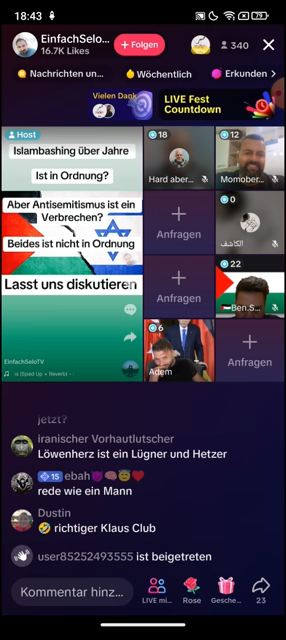 18:43
79
EinfachSelo...
16.7K Likes
+ Folgen
340
Nachrichten un...
Wöchentlich
Erkunden
Vielen Dank
LIVE Fest
Countdown
Host
Islambashing über Jahre
Ist in Ordnung?
Aber Antisemitismus ist ein
Verbrechen?
Beides ist nicht in Ordnung
Lasst uns diskutieren
EinfachSeloTV
18
Hard aber...
12
Momober...
Anfragen
0
الكاشف
Anfragen
22
Ben.S...
6
Adem
Anfragen
jetzt?
iranischer Vorhautlutscher
Löwenherz ist ein Lügner und Hetzer
15 ebah
rede wie ein Mann
Dustin
🤣 richtiger Klaus Club
user85252493555 ist beigetreten
Kommentar hinz...
LIVE mi...
Rose
Gesche...
23